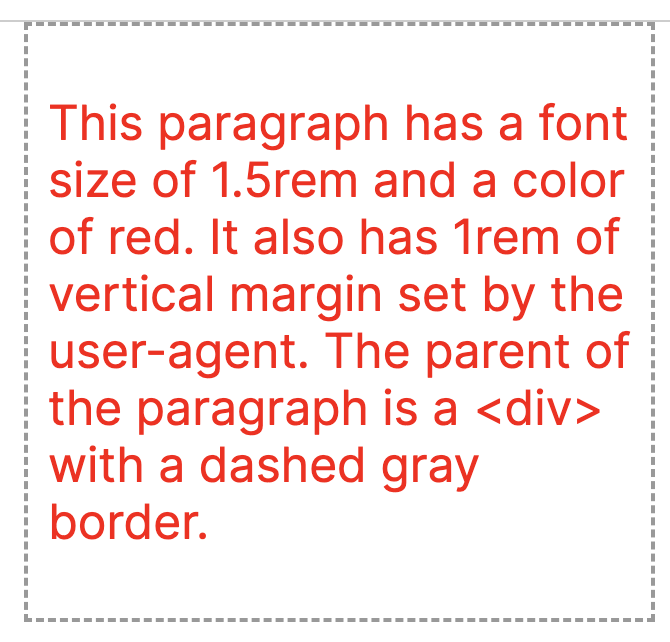 This paragraph has a font
size of 1.5rem and a color
of red. It also has 1rem of
vertical margin set by the
user-agent. The parent of
the paragraph is a <div>
with a dashed gray
border.